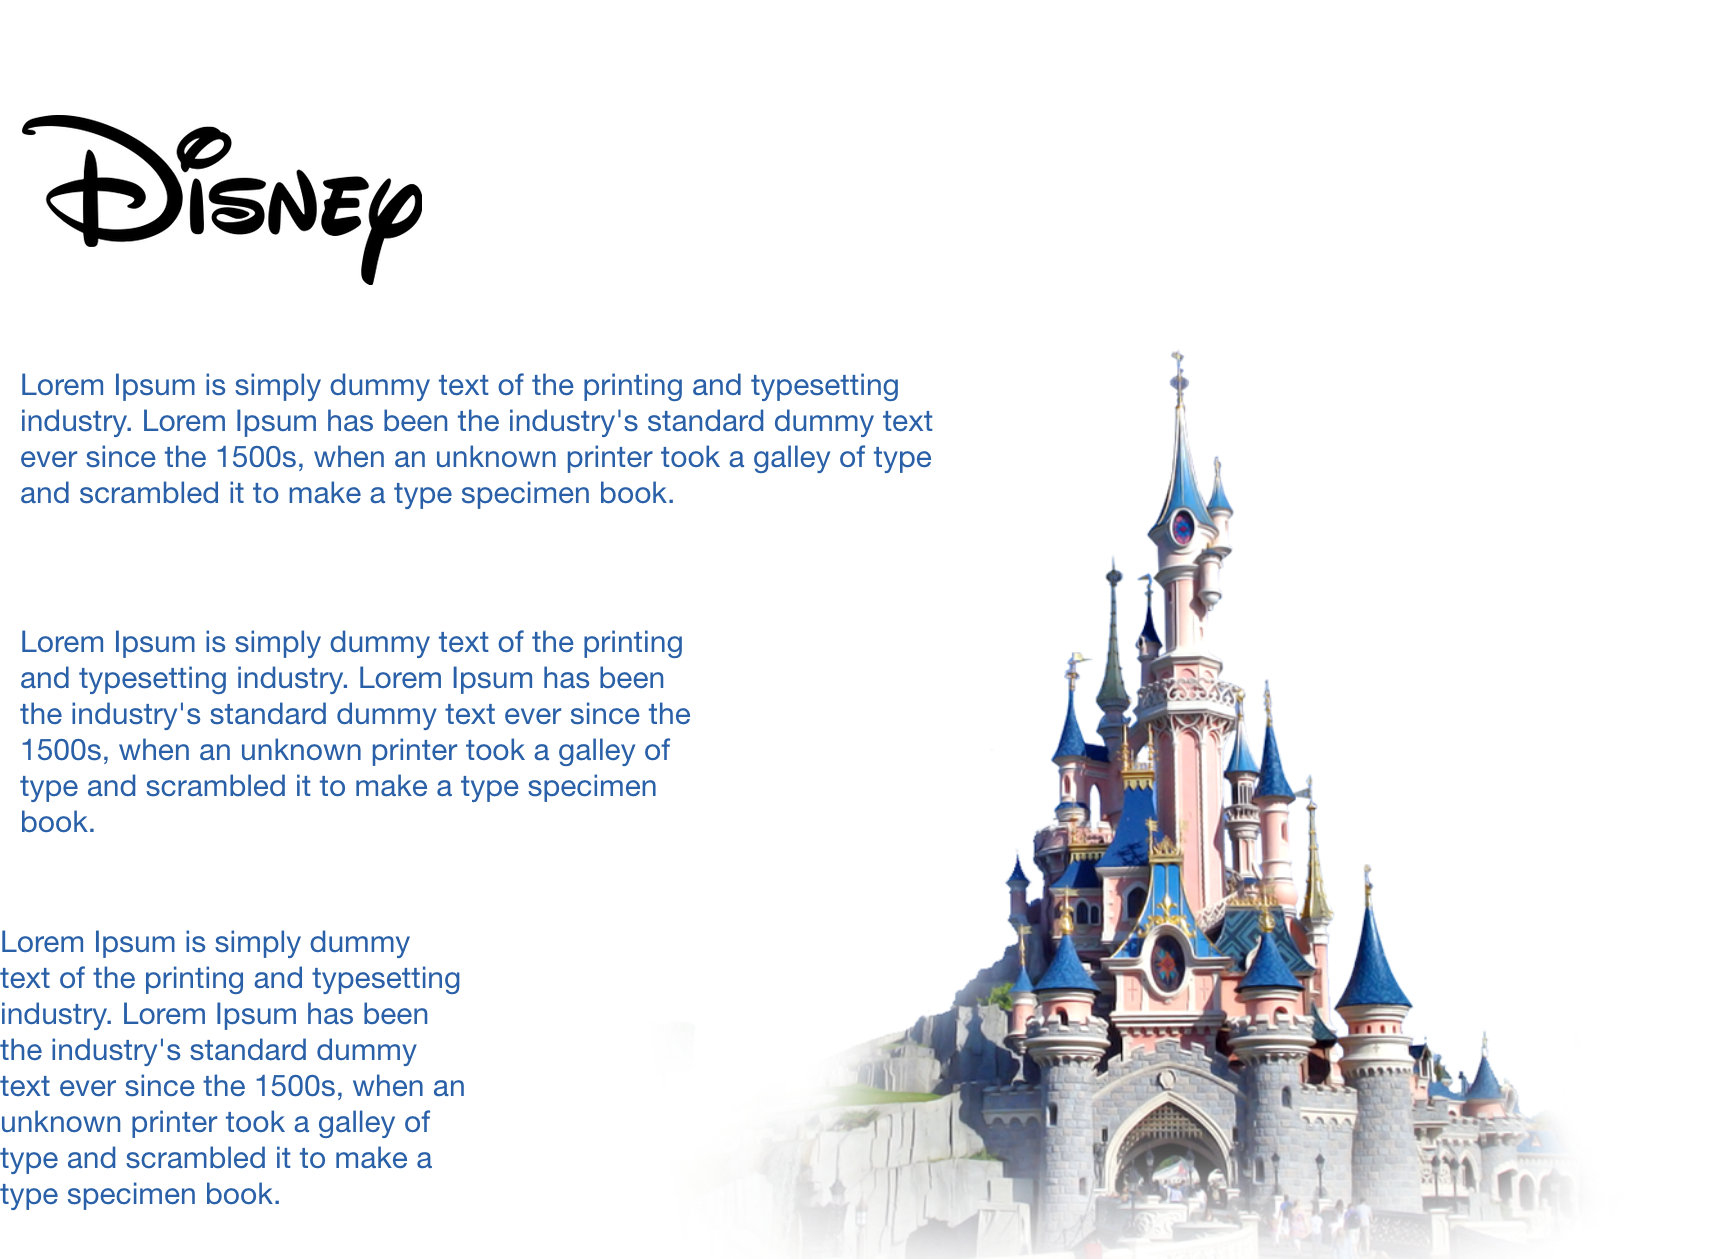 Disney
Lorem Ipsum is simply dummy text of the printing and typesetting
industry. Lorem Ipsum has been the industry's standard dummy text
ever since the 1500s, when an unknown printer took a galley of type
and scrambled it to make a type specimen book.
Lorem Ipsum is simply dummy text of the printing
and typesetting industry. Lorem Ipsum has been
the industry's standard dummy text ever since the
1500s, when an unknown printer took a galley of
type and scrambled it to make a type specimen
book.
Lorem Ipsum is simply dummy
text of the printing and typesetting
industry. Lorem Ipsum has been
the industry's standard dummy
text ever since the 1500s, when an
unknown printer took a galley of
type and scrambled it to make a
type specimen book.